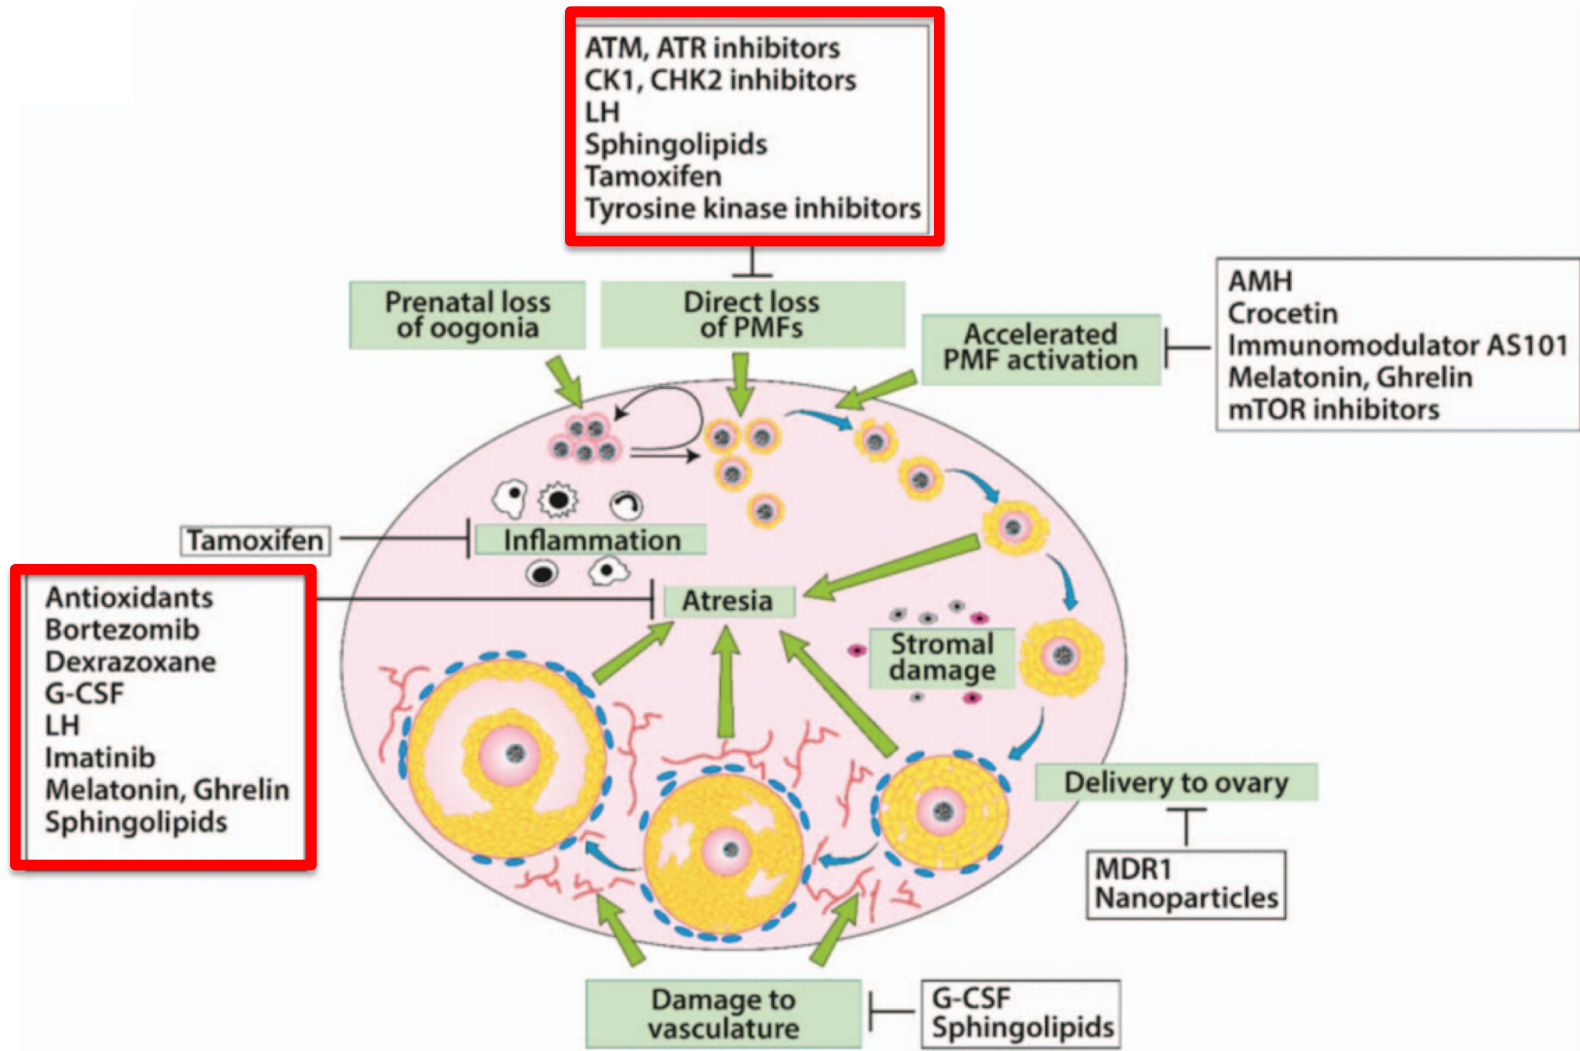 ATM, ATR inhibitors
CK1, CHK2 inhibitors
LH
Sphingolipids
Tamoxifen
Tyrosine kinase inhibitors
Prenatal loss
of oogonia
Direct loss
of PMFs
Accelerated
PMF activation
AMH
Crocetin
Immunomodulator AS101
Melatonin, Ghrelin
mTOR inhibitors
Tamoxifen
Inflammation
Antioxidants
Bortezomib
Dexrazoxane
G-CSF
LH
Imatinib
Melatonin, Ghrelin
Sphingolipids
Atresia
Stromal
damage
Delivery to ovary
MDR1
Nanoparticles
Damage to
vasculature
G-CSF
Sphingolipids